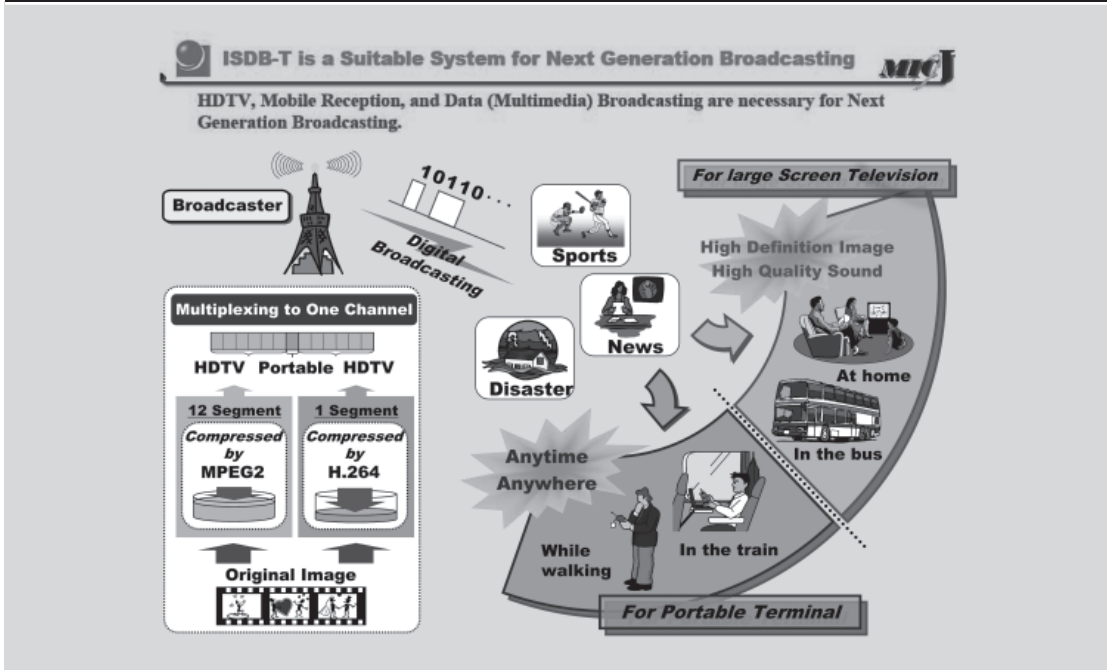 ISDB-T is a Suitable System for Next Generation Broadcasting
MIC J
HDTV, Mobile Reception, and Data (Multimedia) Broadcasting are necessary for Next
Generation Broadcasting.
Broadcaster
10110...
Digital
Broadcasting
Sports
News
Disaster
For large Screen Television
High Definition Image
High Quality Sound
At home
In the bus
Multiplexing to One Channel
HDTV Portable HDTV
12 Segment
Compressed
by
MPEG2
1 Segment
Compressed
by
H.264
Original Image
Anytime
Anywhere
While
walking
In the train
For Portable Terminal